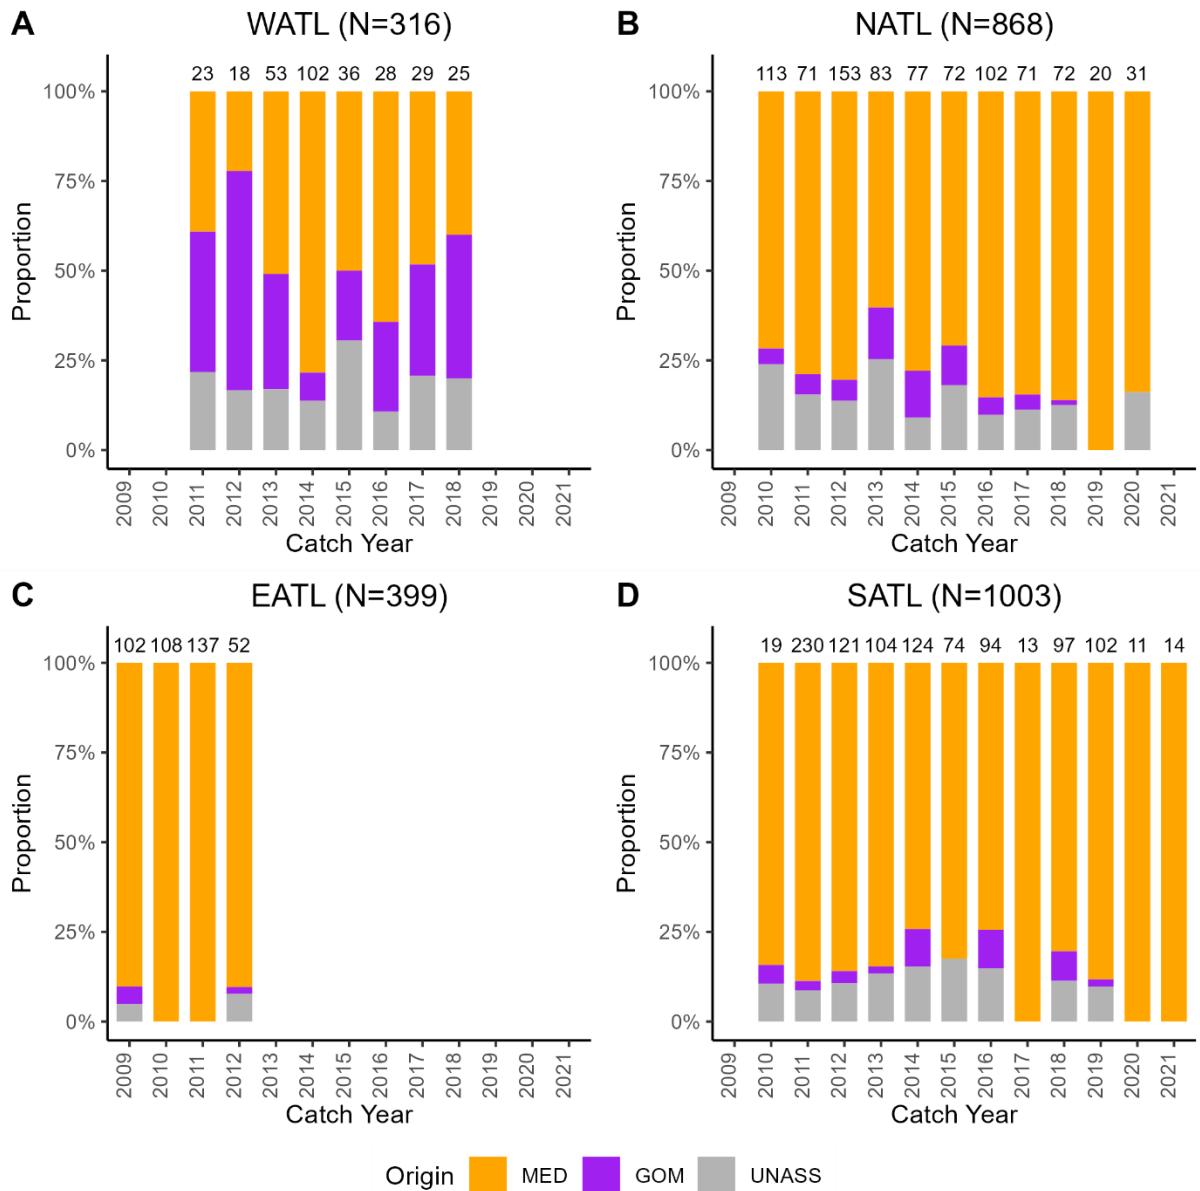 A WATL (N=316)
23 18 53 102 36 28 29 25
100%
75%
50%
25%
0%
Proportion
2009 2010 2011 2012 2013 2014 2015 2016 2017 2018 2019 2020 2021
Catch Year
B NATL (N=868)
113 71 153 83 77 72 102 71 72 20 31
100%
75%
50%
25%
0%
Proportion
2009 2010 2011 2012 2013 2014 2015 2016 2017 2018 2019 2020 2021
Catch Year
C EATL (N=399)
102 108 137 52
100%
75%
50%
25%
0%
Proportion
2009 2010 2011 2012 2013 2014 2015 2016 2017 2018 2019 2020 2021
Catch Year
D SATL (N=1003)
19 230 121 104 124 74 94 13 97 102 11 14
100%
75%
50%
25%
0%
Proportion
2009 2010 2011 2012 2013 2014 2015 2016 2017 2018 2019 2020 2021
Catch Year
Origin MED GOM UNASS